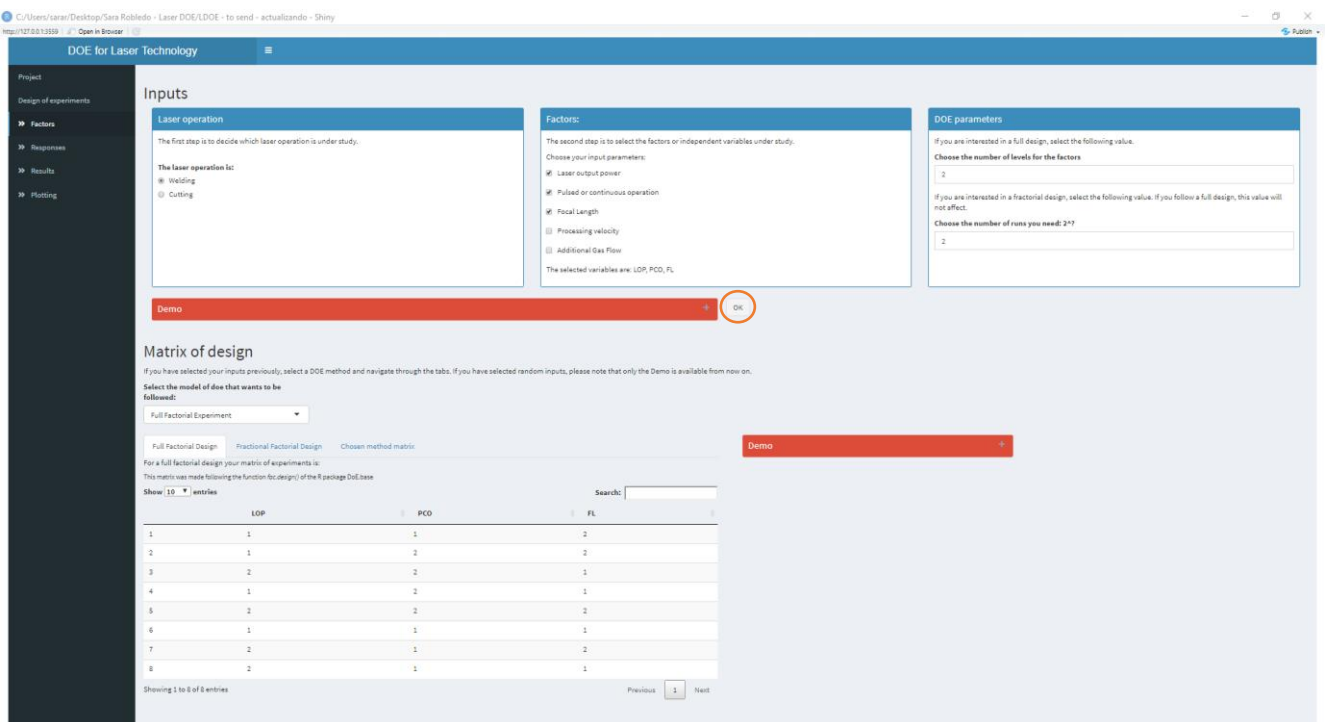 C:/Users/sarar/Desktop/Sara Robledo - Laser DOE/LDOE - to send - actualizando - Shiny
http://127.0.0.1:3559 Open in Browser
Publish
DOE for Laser Technology
Project
Design of experiments
Factors
Responses
Results
Plotting
Inputs
Laser operation
The first step is to decide which laser operation is under study.
The laser operation is:
Welding
Cutting
Factors:
The second step is to select the factors or independent variables under study.
Choose your input parameters:
Laser output power
Pulsed or continuous operation
Focal Length
Processing velocity
Additional Gas Flow
The selected variables are: LOP, PCO, FL
DOE parameters
If you are interested in a full design, select the following value.
Choose the number of levels for the factors
2
If you are interested in a fractorial design, select the following value. If you follow a full design, this value will
not affect.
Choose the number of runs you need: 2^?
2
Demo +
OK
Matrix of design
If you have selected your inputs previously, select a DOE method and navigate through the tabs. If you have selected random inputs, please note that only the Demo is available from now on.
Select the model of doe that wants to be
followed:
Full Factorial Experiment
Full Factorial Design Fractional Factorial Design Chosen method matrix
Demo +
For a full factorial design your matrix of experiments is:
This matrix was made following the function fac.design() of the R package DoE.base
Show 10 entries Search:
LOP PCO FL
1 1 1 2
2 1 2 2
3 2 2 1
4 1 2 1
5 2 2 2
6 1 1 1
7 2 1 2
8 2 1 1
Showing 1 to 8 of 8 entries Previous 1 Next